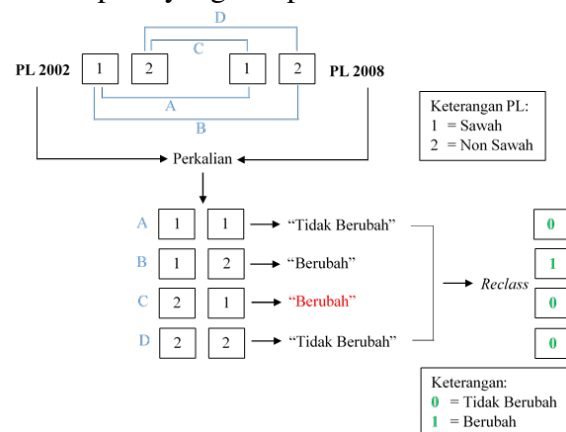 D
C
PL 2002 1 2 1 2 PL 2008
A
B
Keterangan PL:
1 = Sawah
2 = Non Sawah
Perkalian
A 1 1 “Tidak Berubah” 0
B 1 2 “Berubah” 1
Reclass
C 2 1 “Berubah” 0
D 2 2 “Tidak Berubah” 0
Keterangan:
0 = Tidak Berubah
1 = Berubah